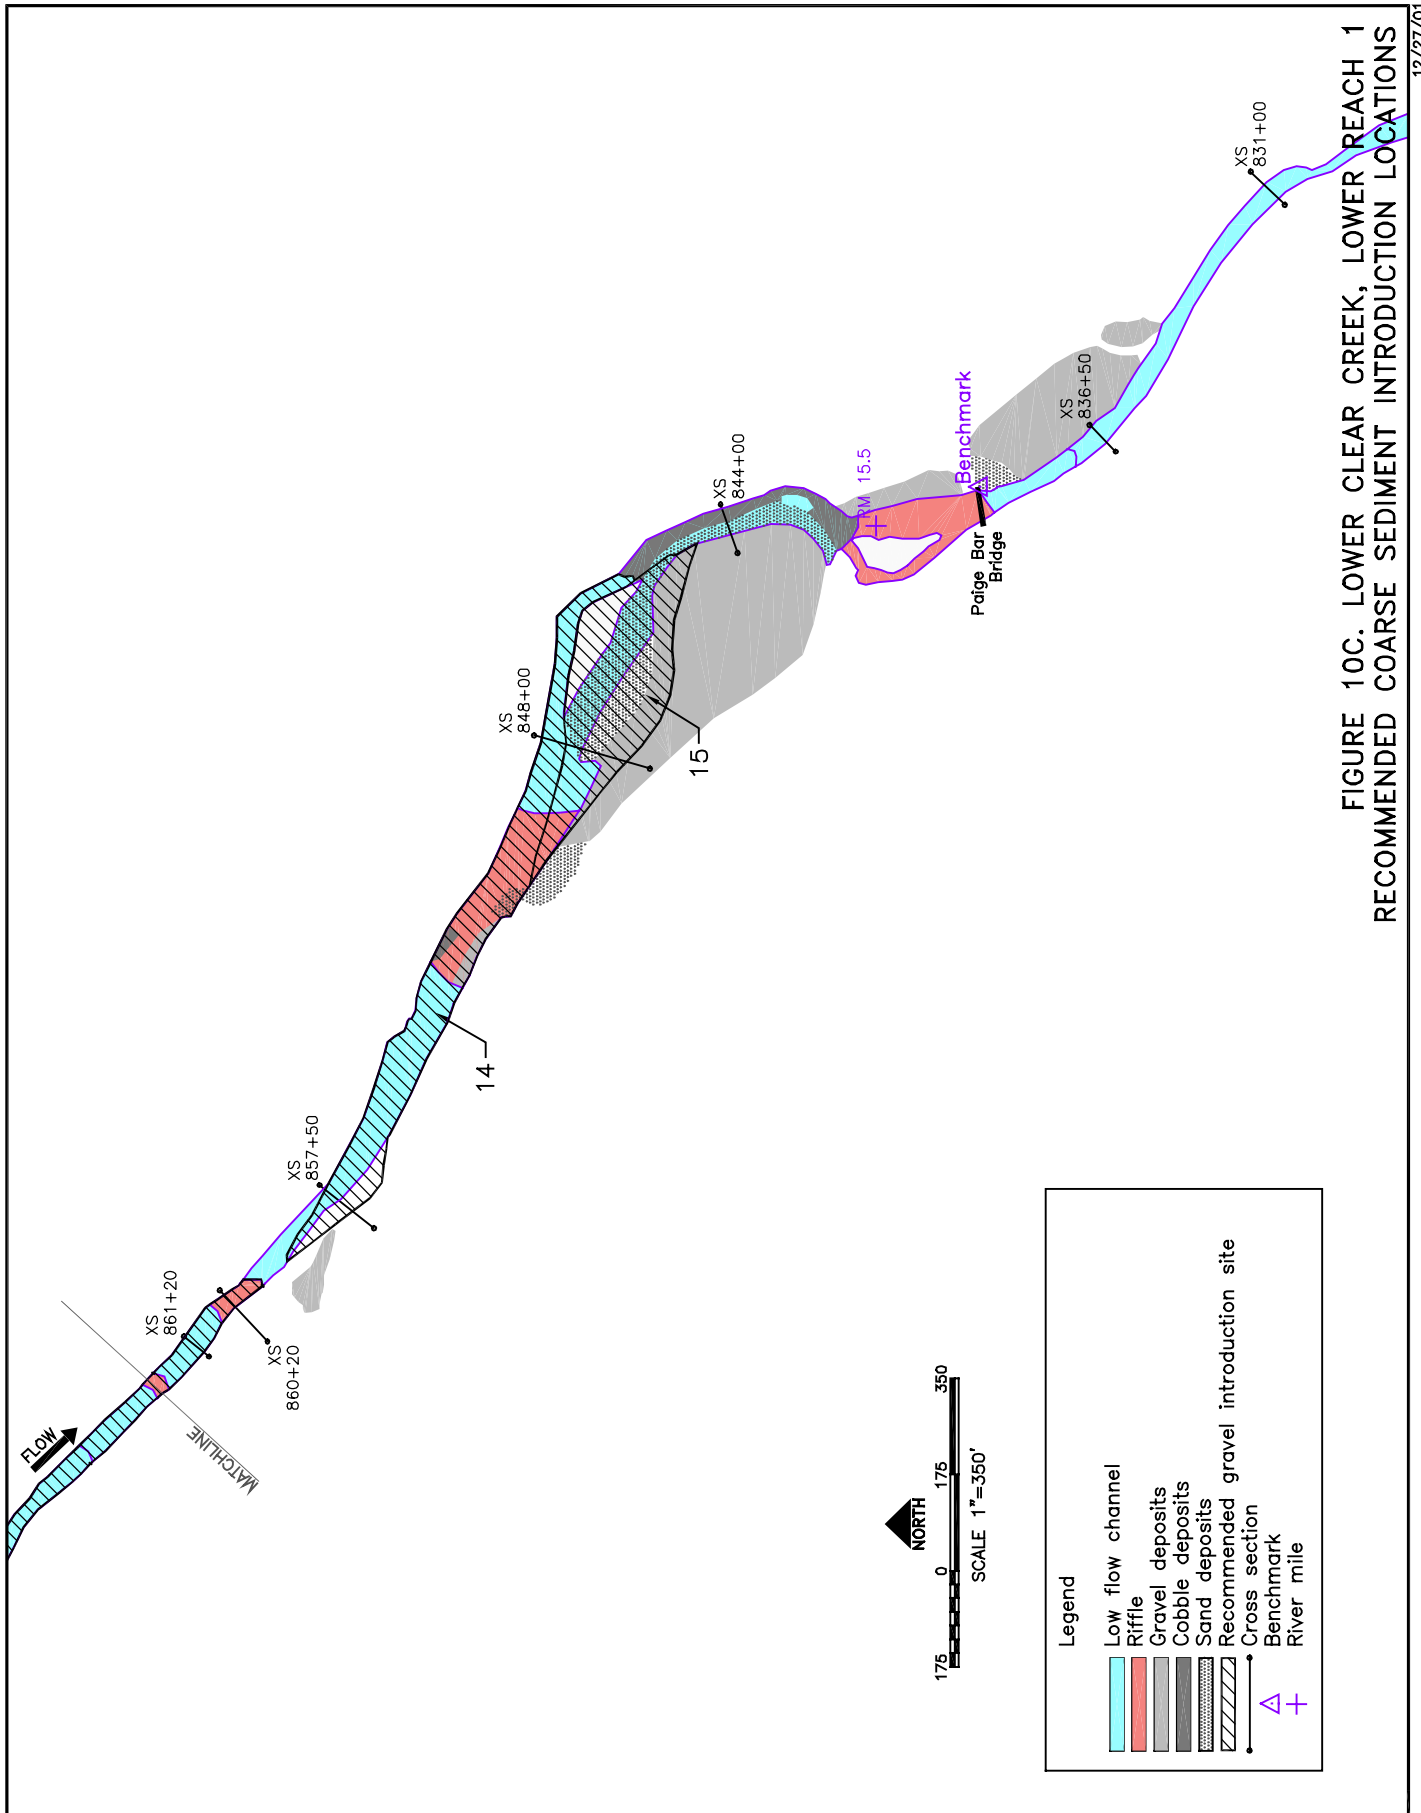 FLOW
MATCHLINE
XS
861+20
XS
860+20
XS
857+50
14
XS
848+00
15
XS
844+00
RM 15.5
Benchmark
Paige Bar
Bridge
XS
836+50
XS
831+00
NORTH
175 0 175 350
SCALE 1"=350'
Legend
Low flow channel
Riffle
Gravel deposits
Cobble deposits
Sand deposits
Recommended gravel introduction site
Cross section
Benchmark
River mile
FIGURE 10C. LOWER CLEAR CREEK, LOWER REACH 1
RECOMMENDED COARSE SEDIMENT INTRODUCTION LOCATIONS
12/27/01